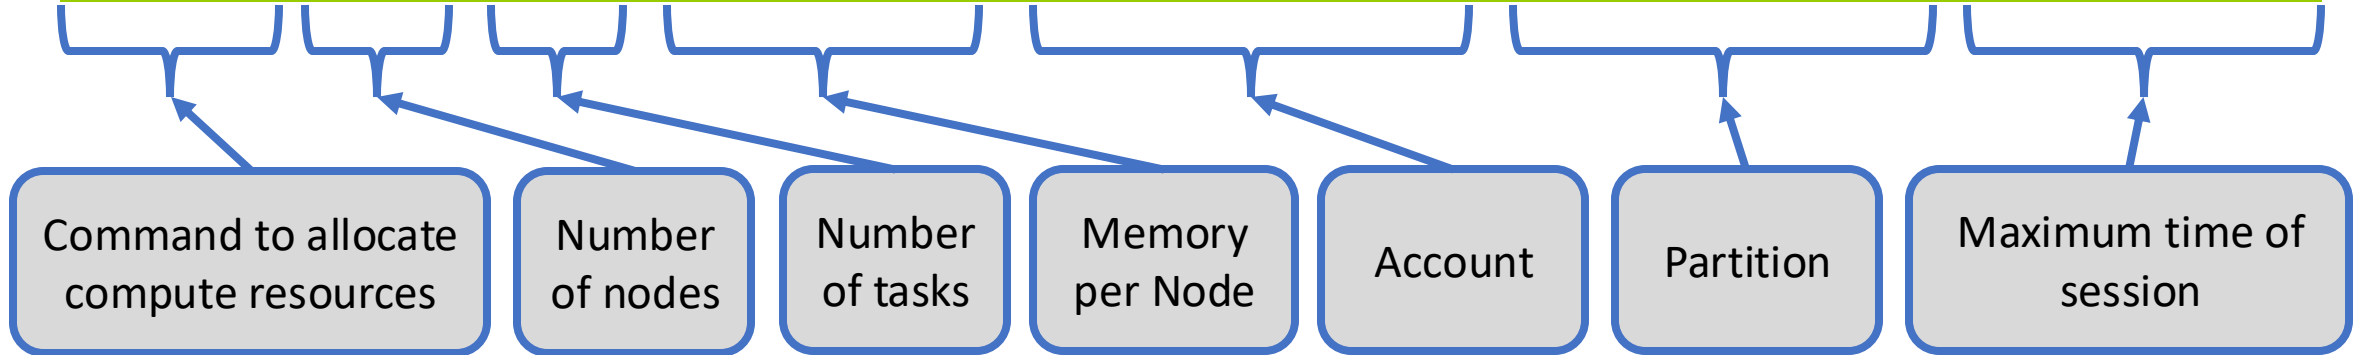 Command to allocate
compute resources
Number
of nodes
Number
of tasks
Memory
per Node
Account
Partition
Maximum time of
session